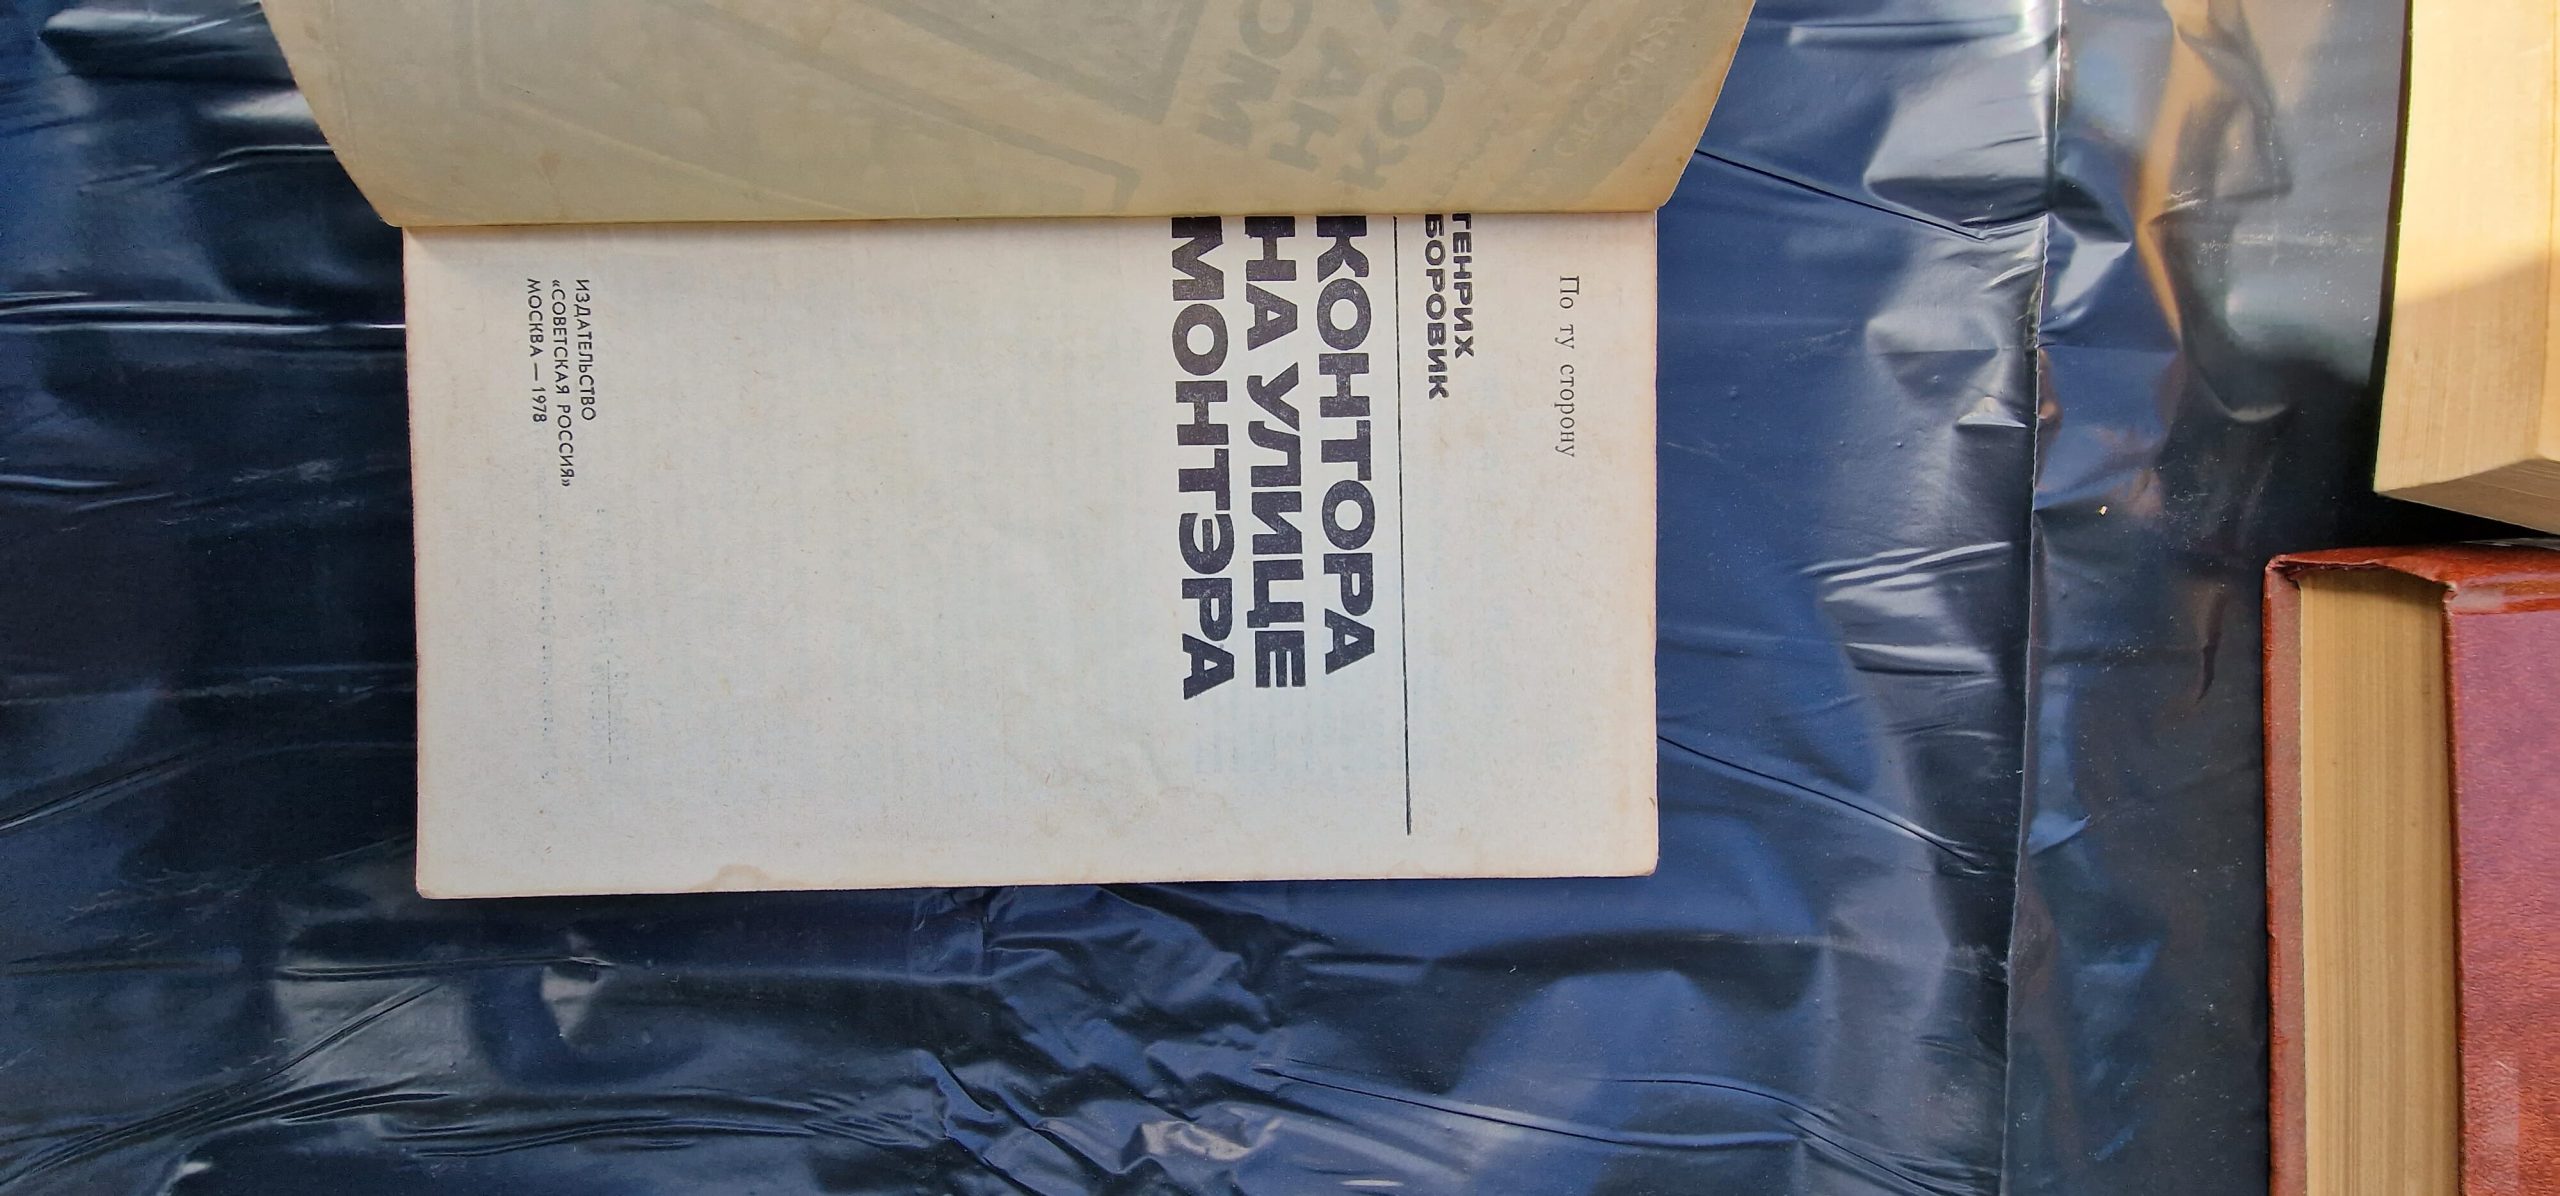 По ту сторону
ГЕНРИХ
БОРОВИК
КОНТОРА
НА УЛИЦЕ
МОНТЭРА
ИЗДАТЕЛЬСТВО
«СОВЕТСКАЯ РОССИЯ»
МОСКВА — 1978